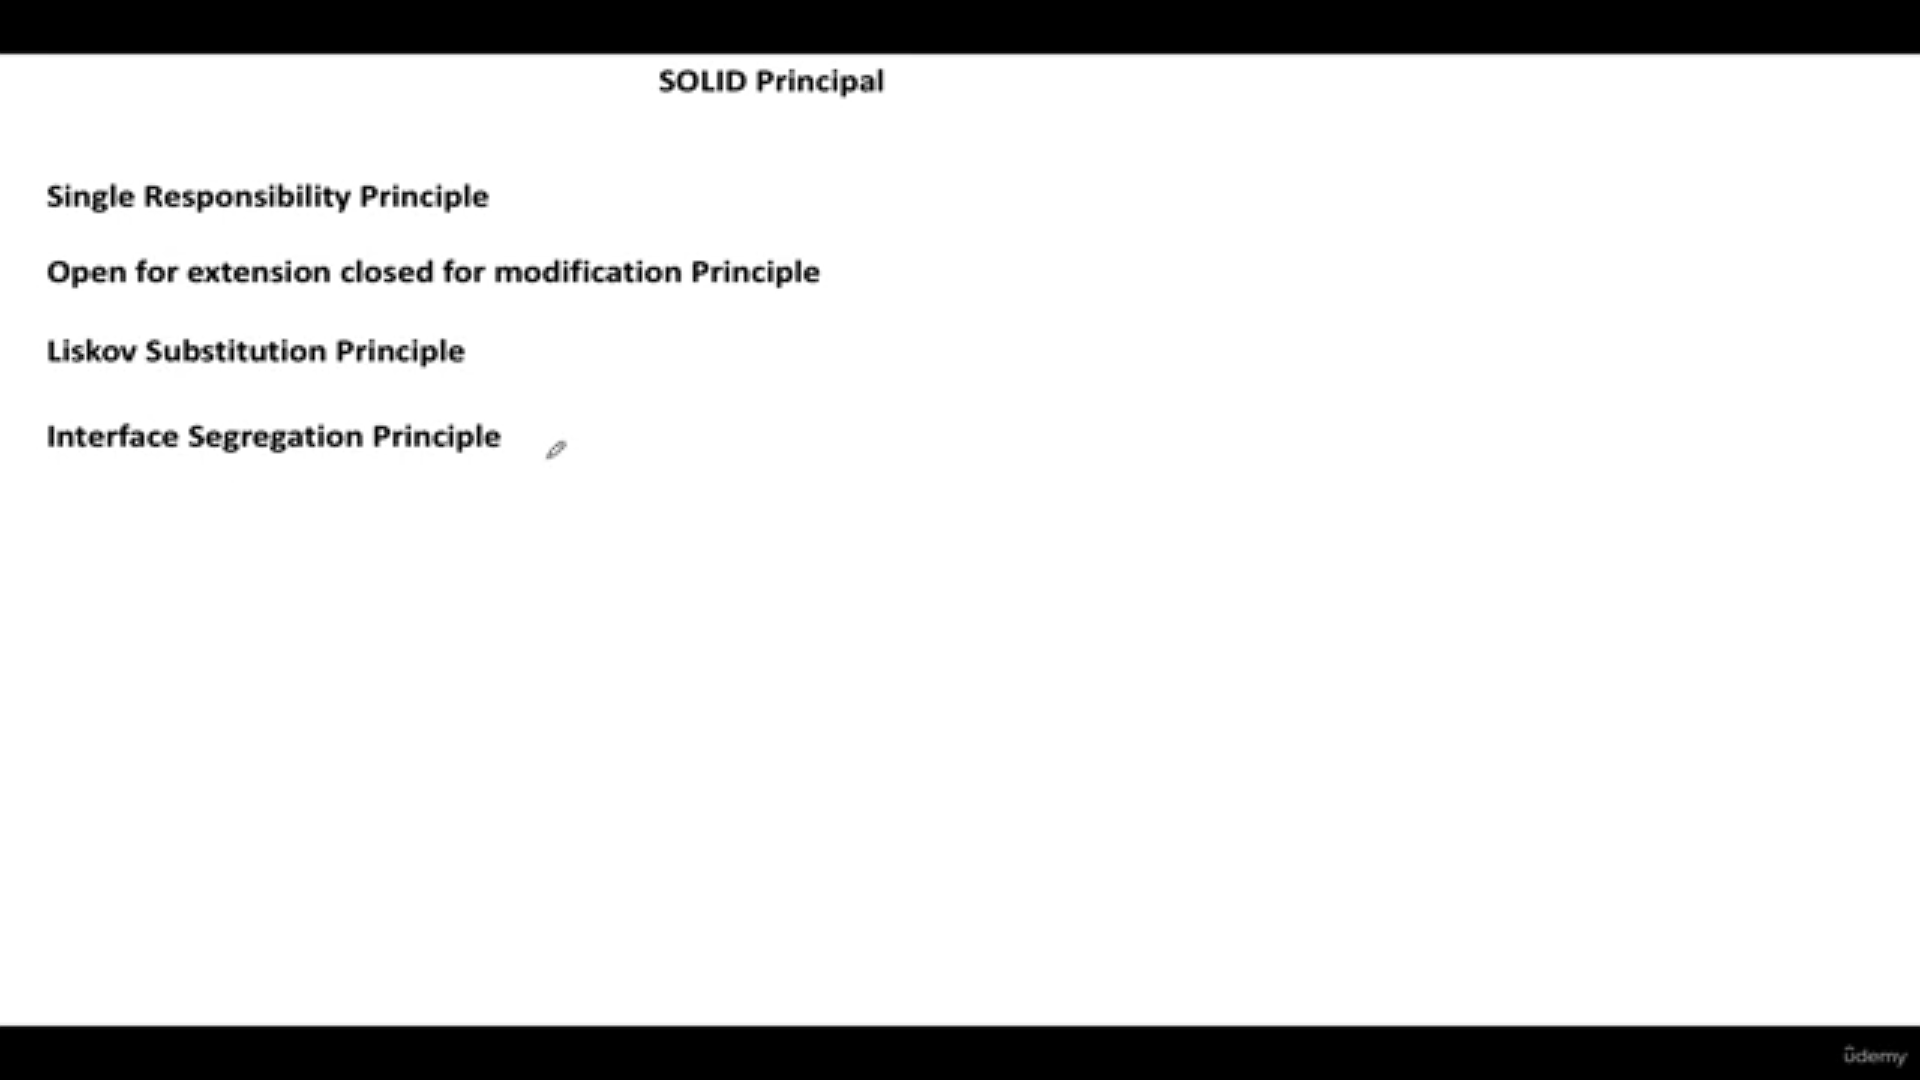 SOLID Principal
Single Responsibility Principle
Open for extension closed for modification Principle
Liskov Substitution Principle
Interface Segregation Principle
ûdemy